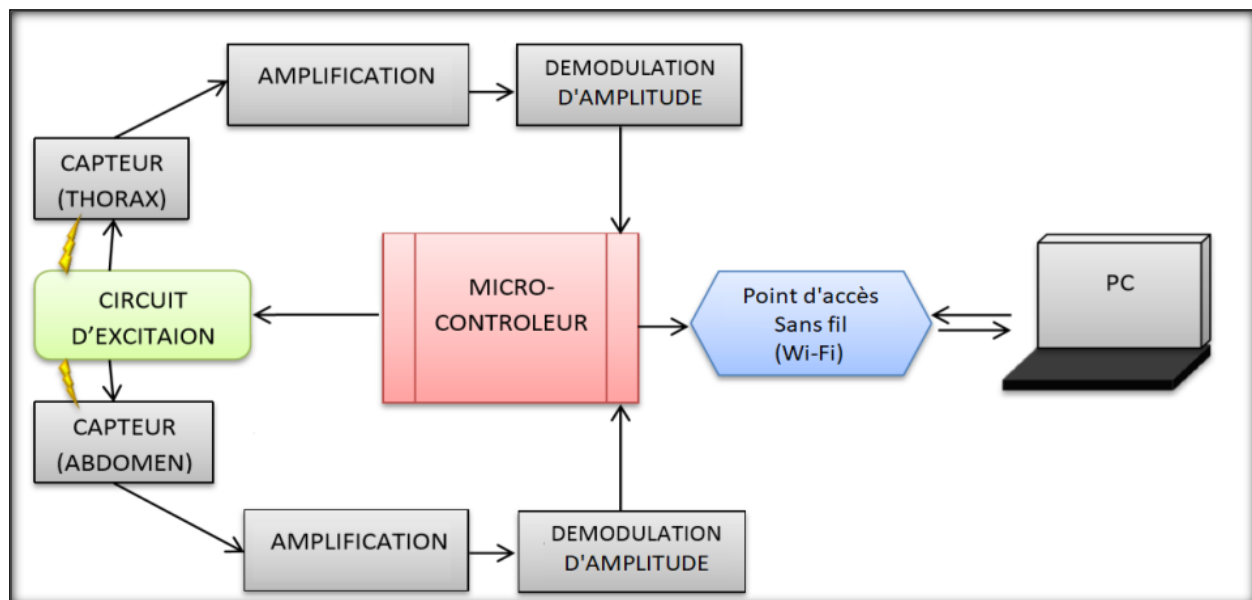 AMPLIFICATION
DEMODULATION
D'AMPLITUDE
CAPTEUR
(THORAX)
CIRCUIT
D’EXCITAION
MICRO-
CONTROLEUR
Point d'accès
Sans fil
(Wi-Fi)
PC
CAPTEUR
(ABDOMEN)
AMPLIFICATION
DEMODULATION
D'AMPLITUDE